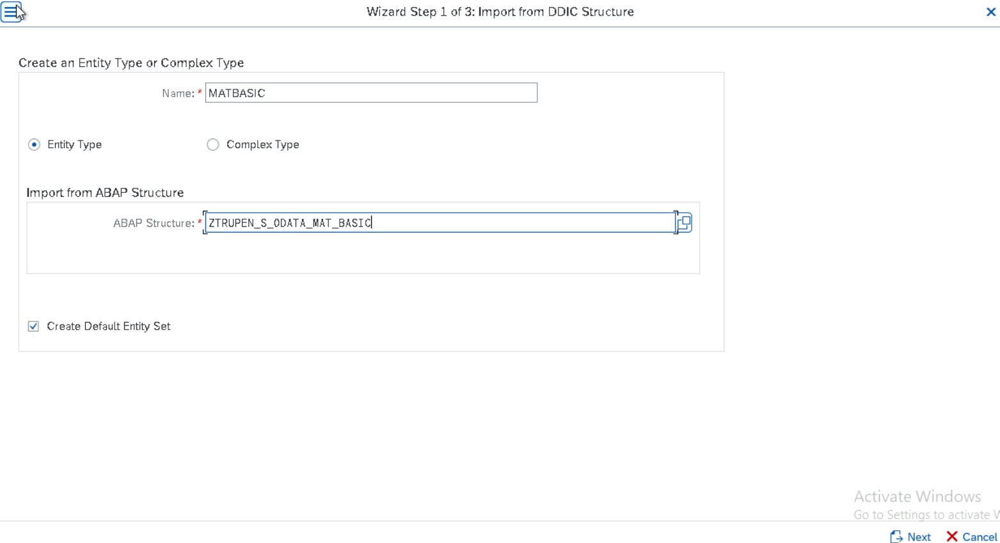 Wizard Step 1 of 3: Import from DDIC Structure
Create an Entity Type or Complex Type
Name: * MATBASIC
Entity Type Complex Type
Import from ABAP Structure
ABAP Structure: * ZTRUPEN_S_ODATA_MAT_BASIC
Create Default Entity Set
Activate Windows
Go to Settings to activate W
Next Cancel